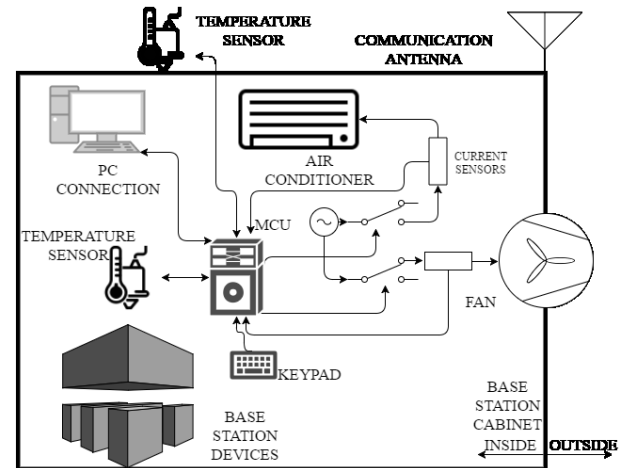 TEMPERATURE
SENSOR
COMMUNICATION
ANTENNA
PC
CONNECTION
AIR
CONDITIONER
CURRENT
SENSORS
MCU
TEMPERATURE
SENSOR
FAN
KEYPAD
BASE
STATION
DEVICES
BASE
STATION
CABINET
INSIDE
OUTSIDE